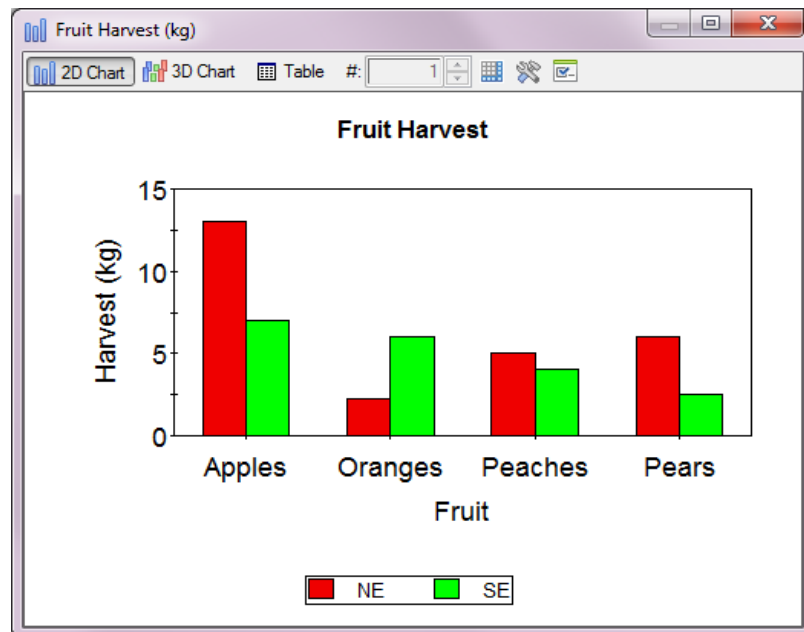 Fruit Harvest (kg)
2D Chart 3D Chart Table #: 1
Fruit Harvest
15
10
5
0
Harvest (kg)
Apples Oranges Peaches Pears
Fruit
NE SE